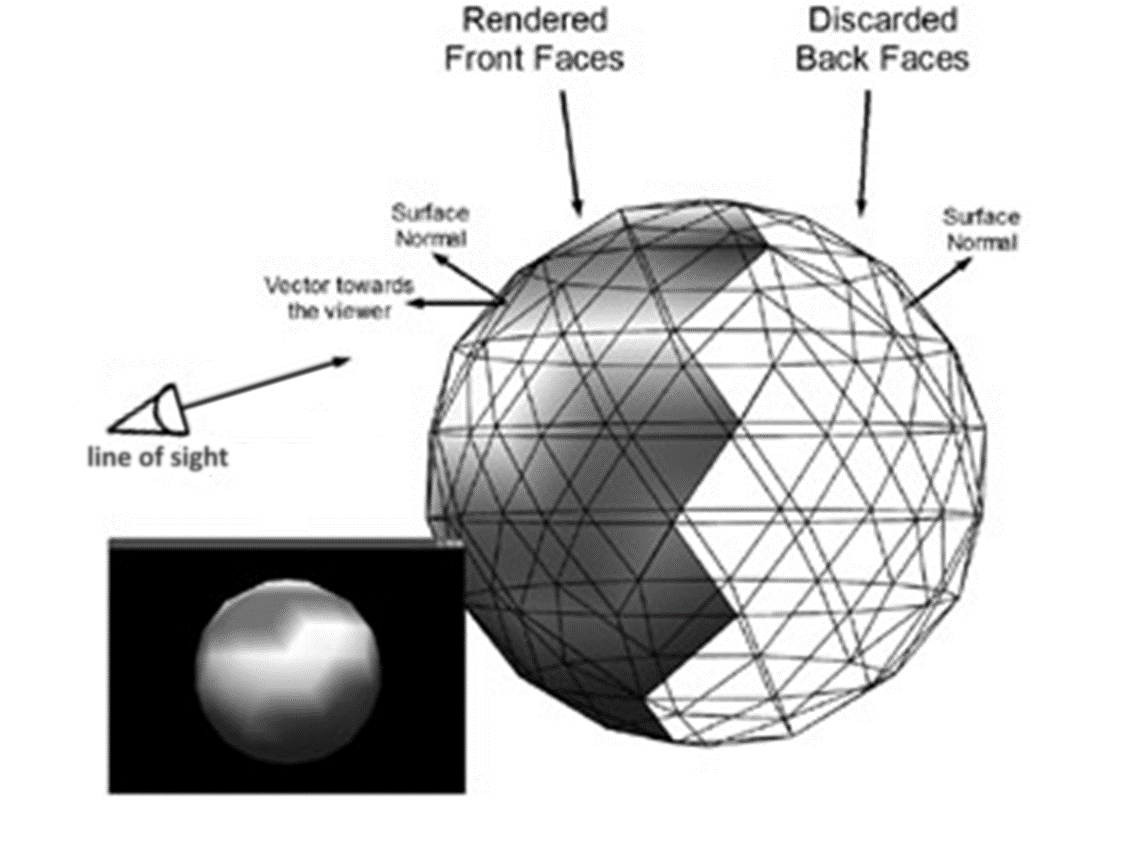 Rendered
Front Faces
Discarded
Back Faces
Surface
Normal
Surface
Normal
Vector towards
the viewer
line of sight